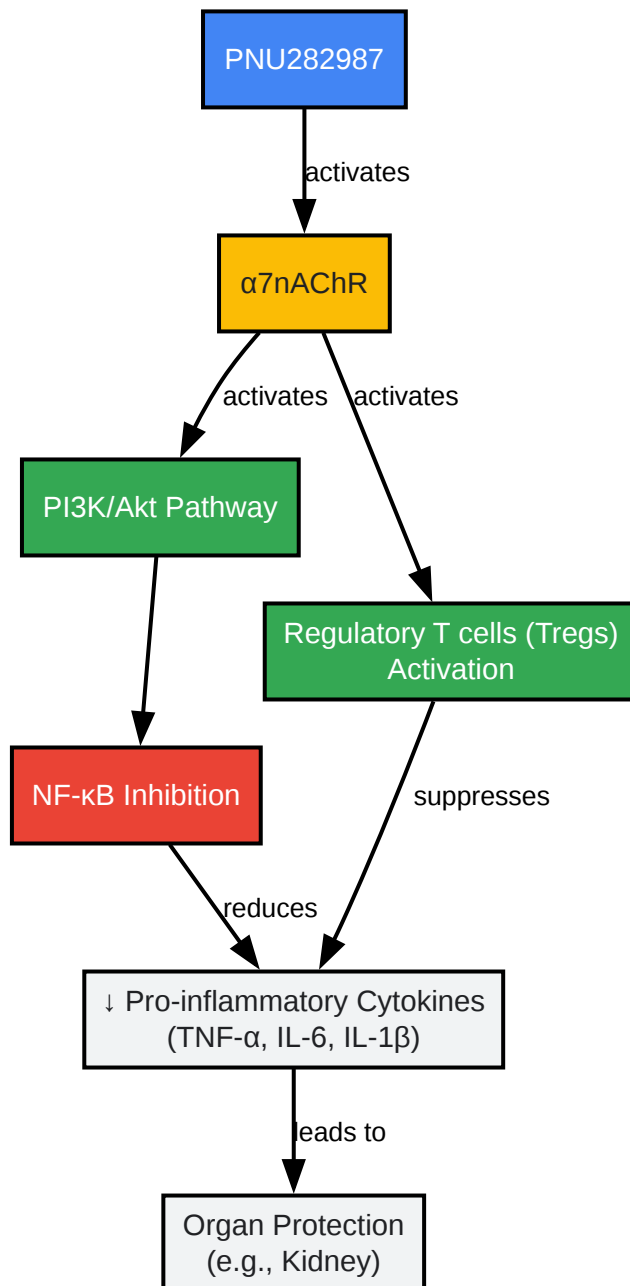 PNU282987
activates
α7nAChR
activates
activates
PI3K/Akt Pathway
Regulatory T cells (Tregs)
Activation
NF-κB Inhibition
suppresses
reduces
↓ Pro-inflammatory Cytokines
(TNF-α, IL-6, IL-1β)
leads to
Organ Protection
(e.g., Kidney)